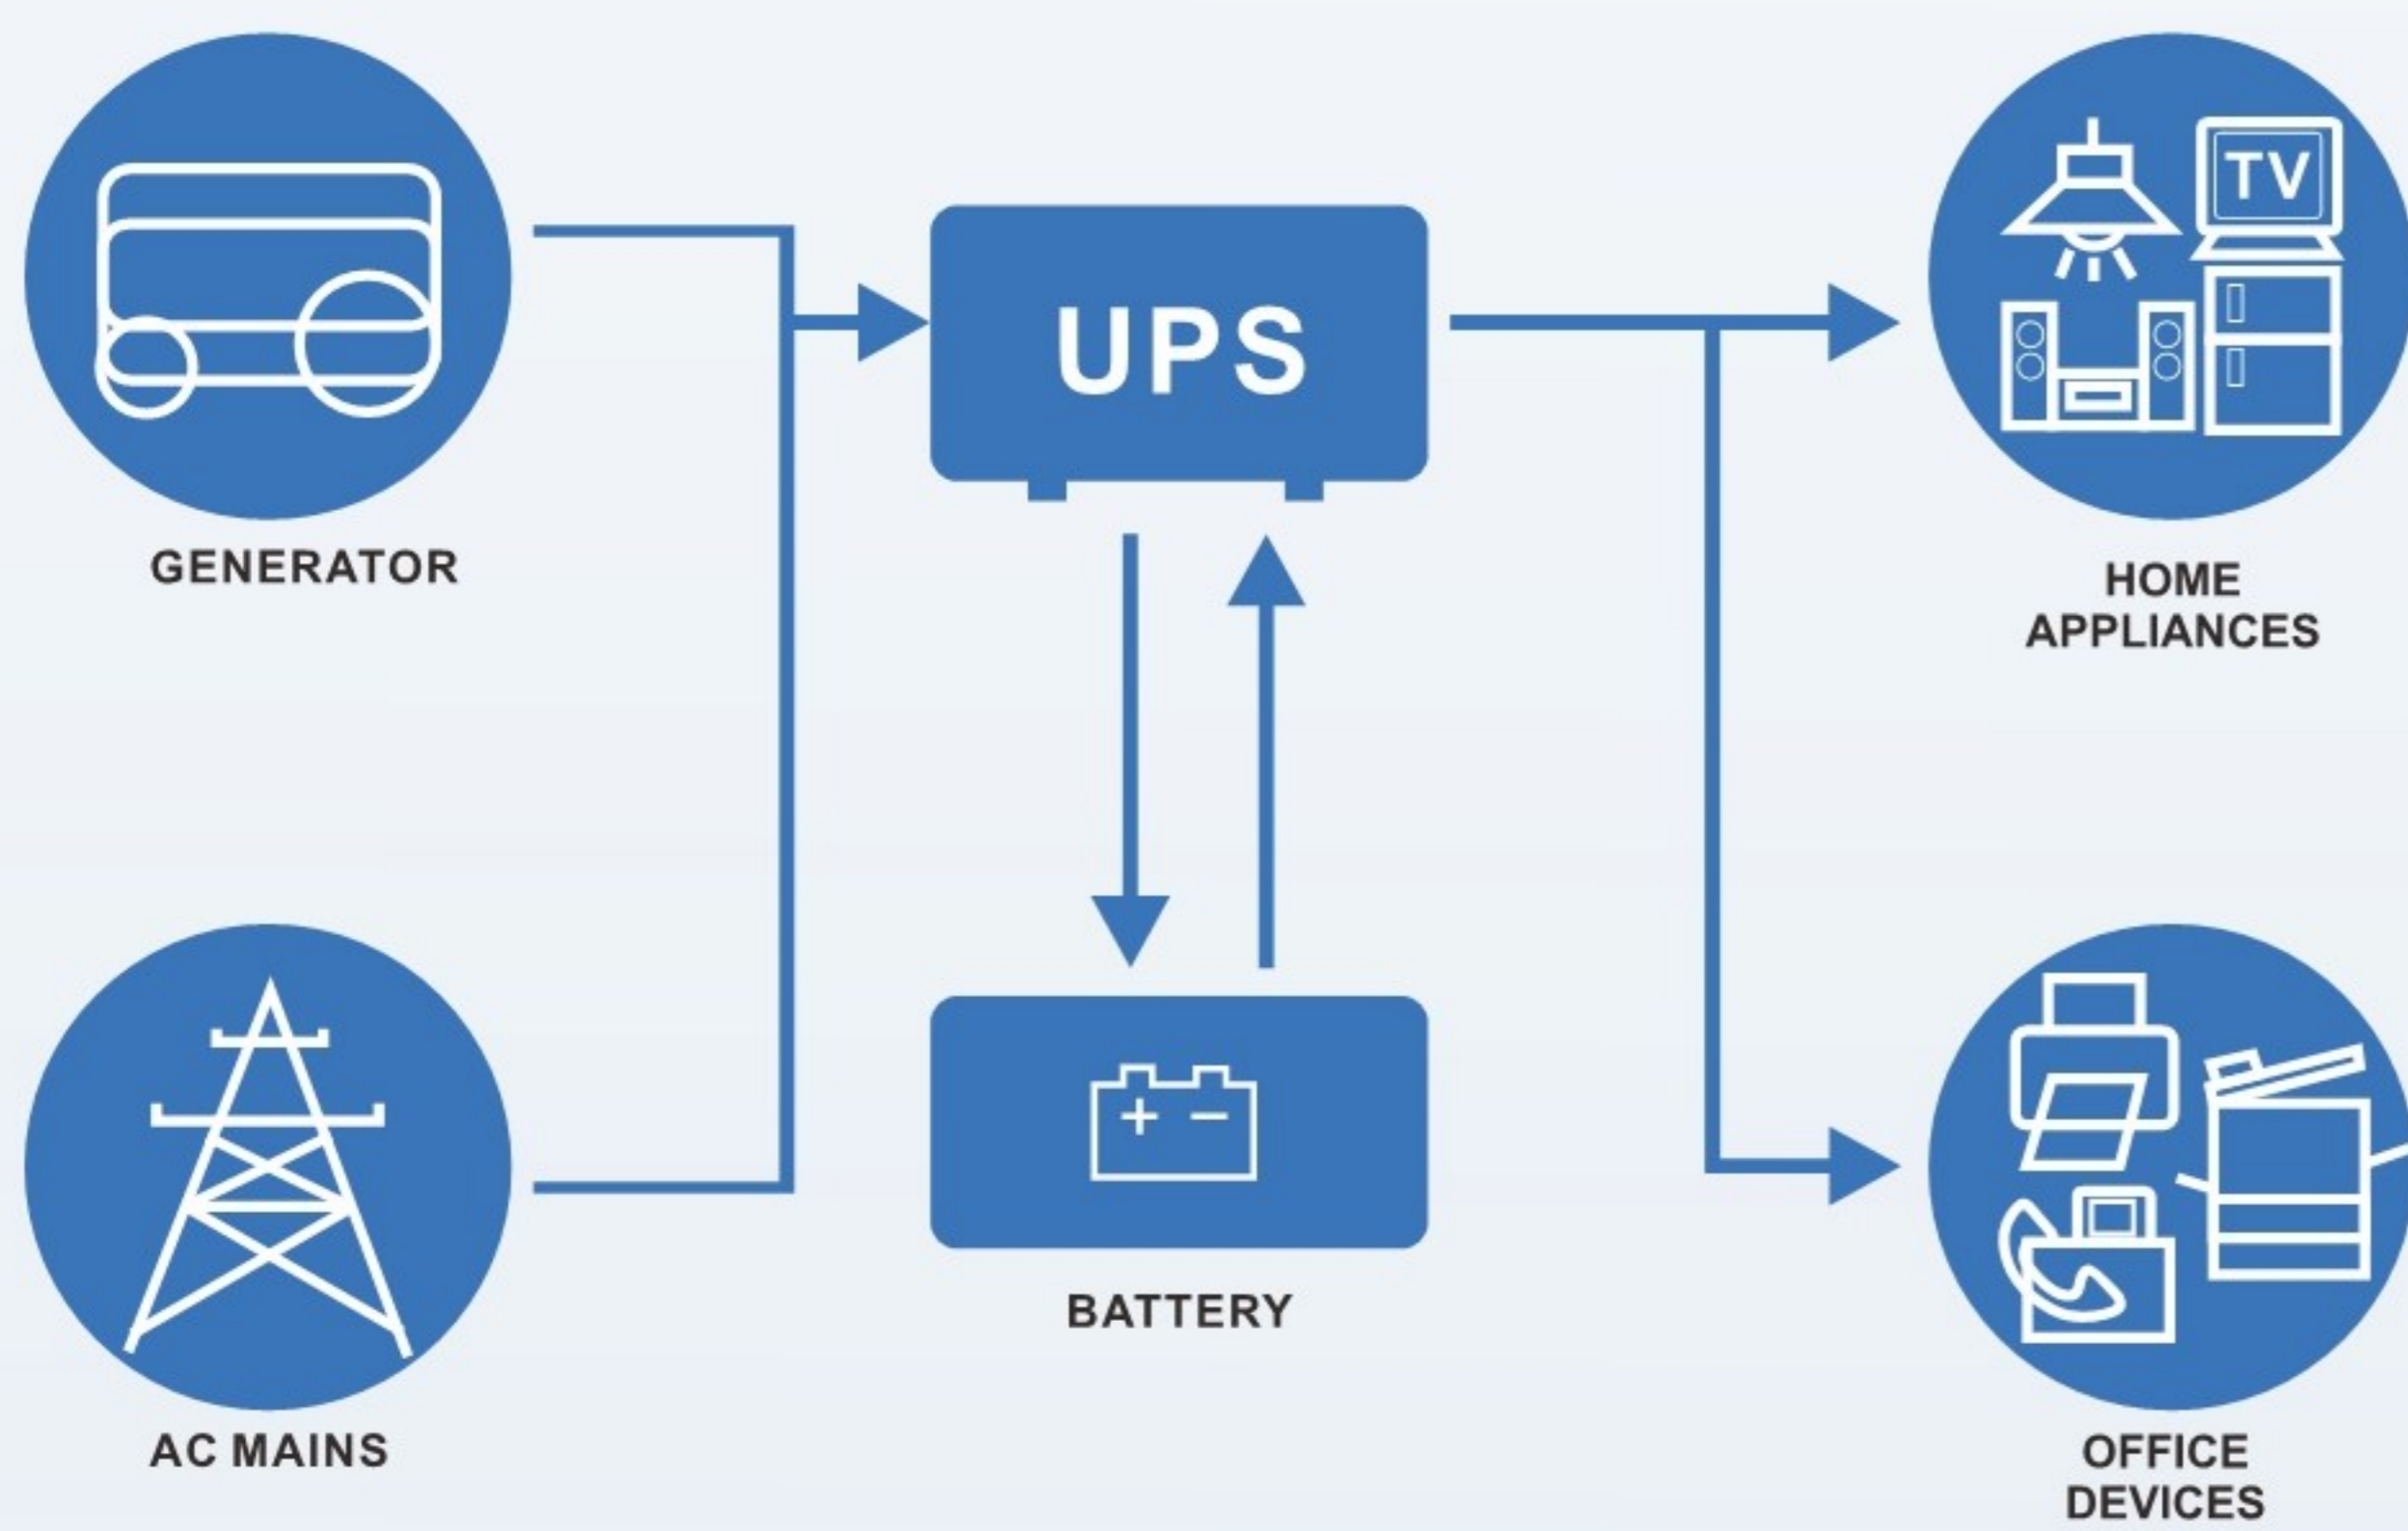 GENERATOR
UPS
TV
HOME
APPLIANCES
AC MAINS
BATTERY
OFFICE
DEVICES